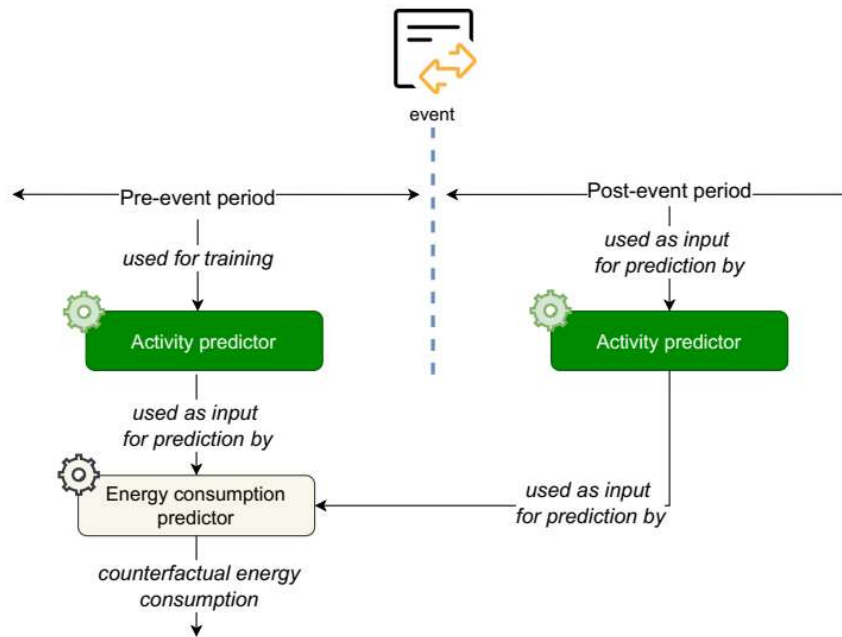 event
Pre-event period
Post-event period
used for training
used as input
for prediction by
Activity predictor
Activity predictor
used as input
for prediction by
Energy consumption
predictor
used as input
for prediction by
counterfactual energy
consumption